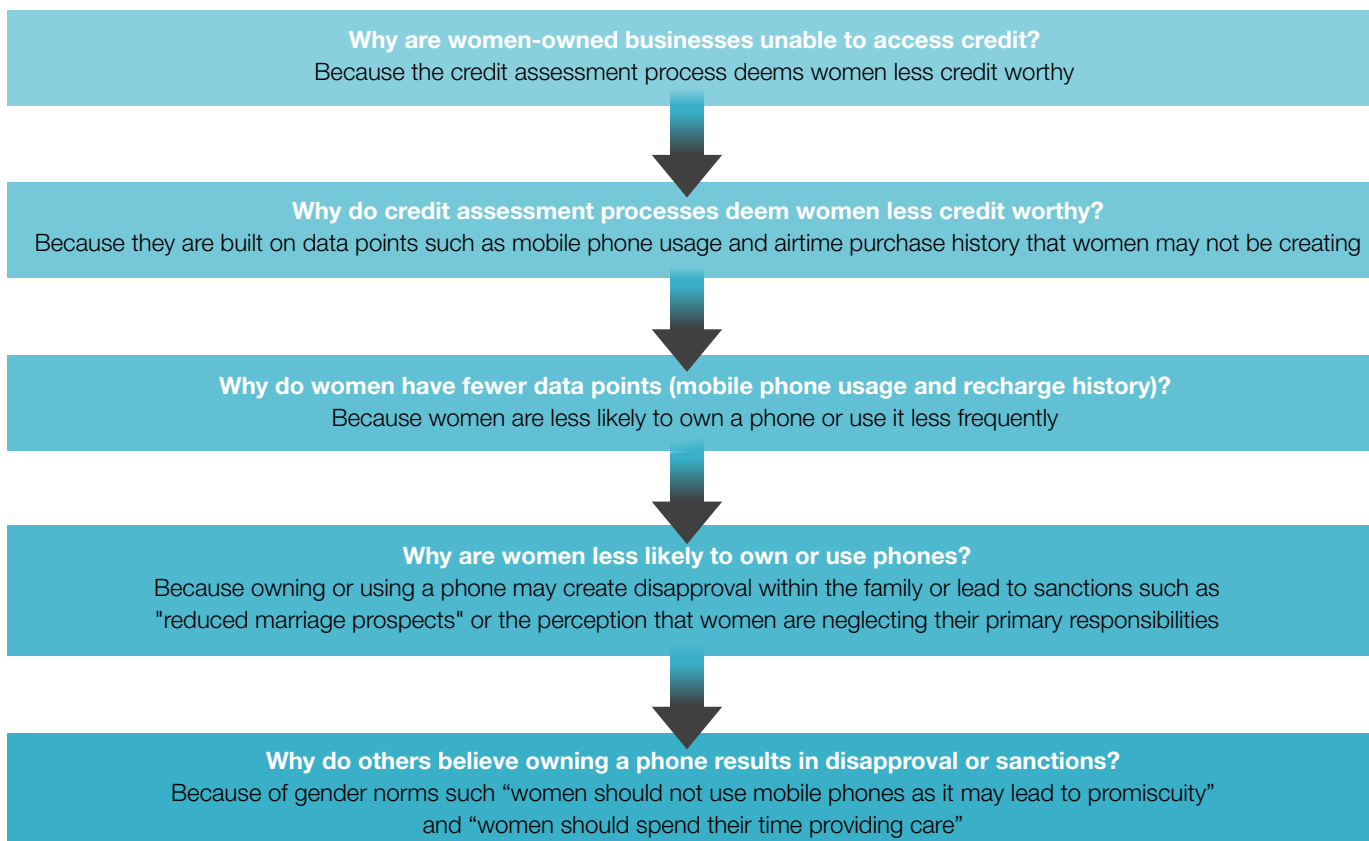 Why are women-owned businesses unable to access credit?
Because the credit assessment process deems women less credit worthy
Why do credit assessment processes deem women less credit worthy?
Because they are built on data points such as mobile phone usage and airtime purchase history that women may not be creating
Why do women have fewer data points (mobile phone usage and recharge history)?
Because women are less likely to own a phone or use it less frequently
Why are women less likely to own or use phones?
Because owning or using a phone may create disapproval within the family or lead to sanctions such as
"reduced marriage prospects" or the perception that women are neglecting their primary responsibilities
Why do others believe owning a phone results in disapproval or sanctions?
Because of gender norms such “women should not use mobile phones as it may lead to promiscuity”
and “women should spend their time providing care”